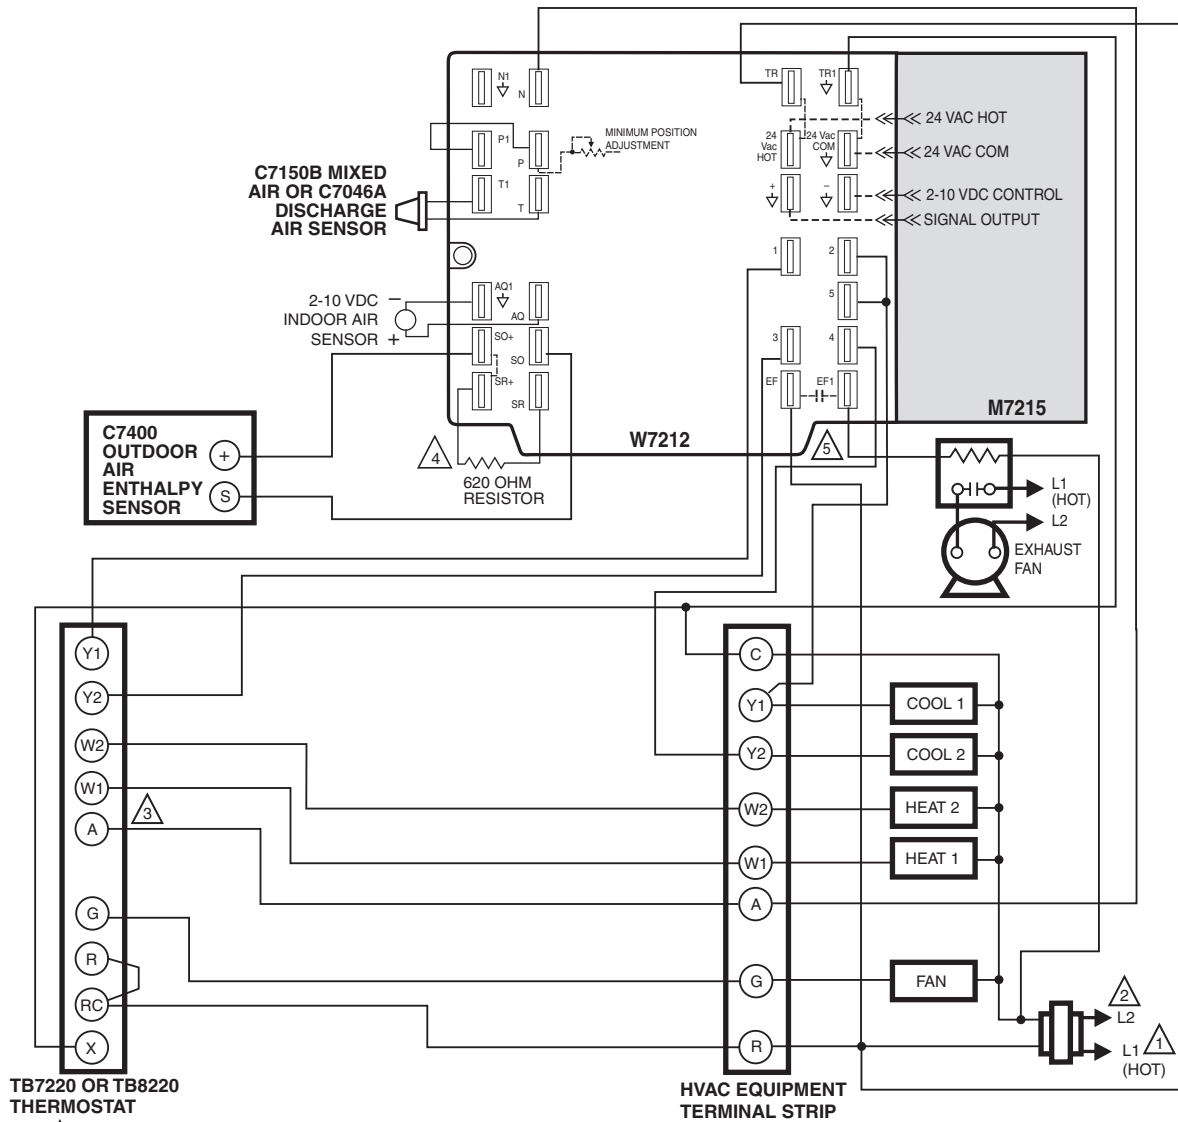 N1
N
TR
TR1
24 VAC HOT
P1
P
MINIMUM POSITION
ADJUSTMENT
24
Vac
HOT
24 Vac
COM
24 VAC COM
C7150B MIXED
AIR OR C7046A
DISCHARGE
AIR SENSOR
T1
T
+
−
2-10 VDC CONTROL
SIGNAL OUTPUT
1
2
2-10 VDC
INDOOR AIR
SENSOR
−
+
AQ1
AQ
5
SO+
SO
3
4
SR+
SR
EF
EF1
M7215
W7212
C7400
OUTDOOR
AIR
ENTHALPY
SENSOR
+
S
4
620 OHM
RESISTOR
5
L1
(HOT)
L2
EXHAUST
FAN
Y1
Y2
W2
W1
A
G
R
RC
X
3
C
Y1
Y2
W2
W1
A
G
R
COOL 1
COOL 2
HEAT 2
HEAT 1
FAN
2
L2
1
L1
(HOT)
TB7220 OR TB8220
THERMOSTAT
HVAC EQUIPMENT
TERMINAL STRIP